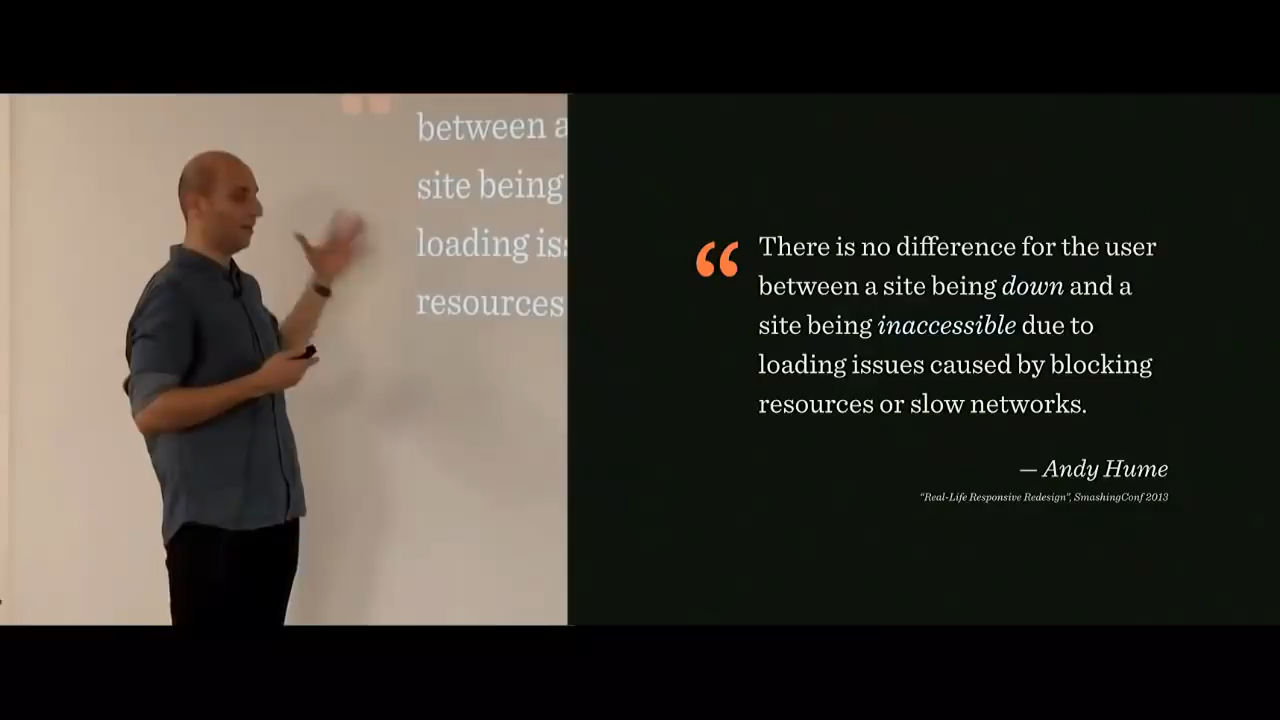 between a
site being
loading is
resources
“ There is no difference for the user
between a site being down and a
site being inaccessible due to
loading issues caused by blocking
resources or slow networks.
— Andy Hume
“Real-Life Responsive Redesign”, SmashingConf 2013